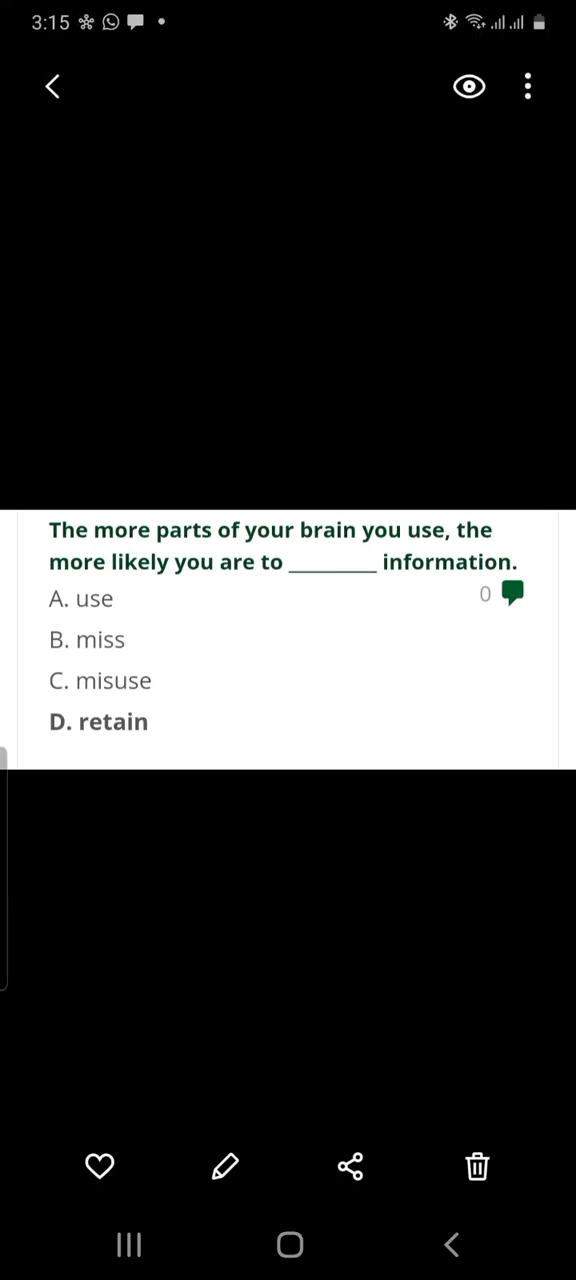 3:15
The more parts of your brain you use, the
more likely you are to ________ information.
A. use
0
B. miss
C. misuse
D. retain